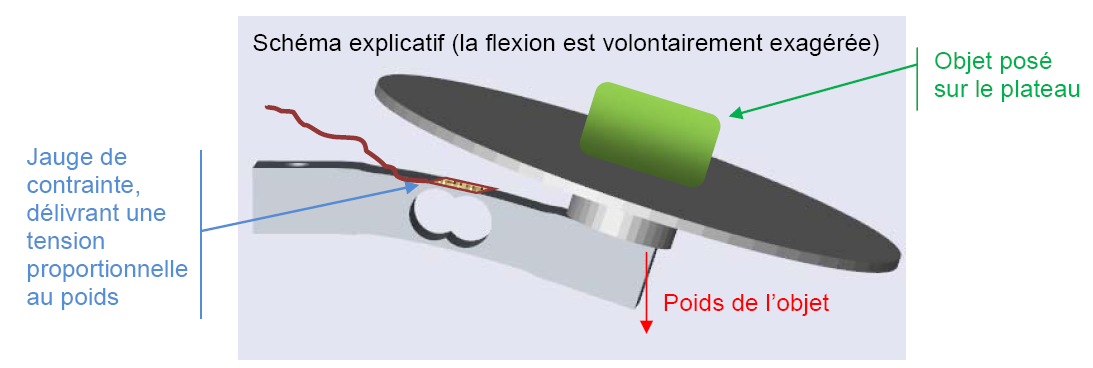 Schéma explicatif (la flexion est volontairement exagérée)
Objet posé
sur le plateau
Jauge de
contrainte,
délivrant une
tension
proportionnelle
au poids
Poids de l’objet